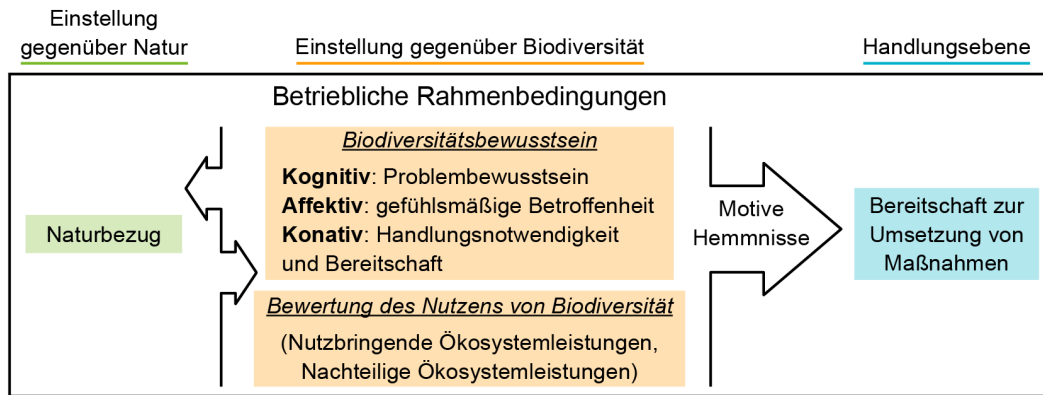 Einstellung
gegenüber Natur
Einstellung gegenüber Biodiversität
Handlungsebene
Betriebliche Rahmenbedingungen
Naturbezug
Biodiversitätsbewusstsein
Kognitiv: Problembewusstsein
Affektiv: gefühlsmäßige Betroffenheit
Konativ: Handlungsnotwendigkeit
und Bereitschaft
Bewertung des Nutzens von Biodiversität
(Nutzbringende Ökosystemleistungen,
Nachteilige Ökosystemleistungen)
Motive
Hemmnisse
Bereitschaft zur
Umsetzung von
Maßnahmen